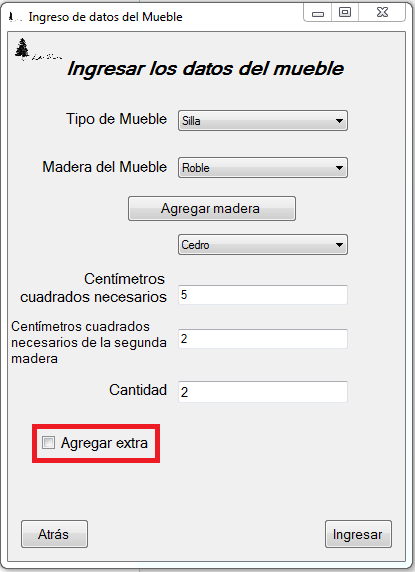 Ingreso de datos del Mueble
Ingresar los datos del mueble
Tipo de Mueble Silla
Madera del Mueble Roble
Agregar madera
Cedro
Centímetros
cuadrados necesarios 5
Centímetros cuadrados
necesarios de la segunda 2
madera
Cantidad 2
Agregar extra
Atrás Ingresar